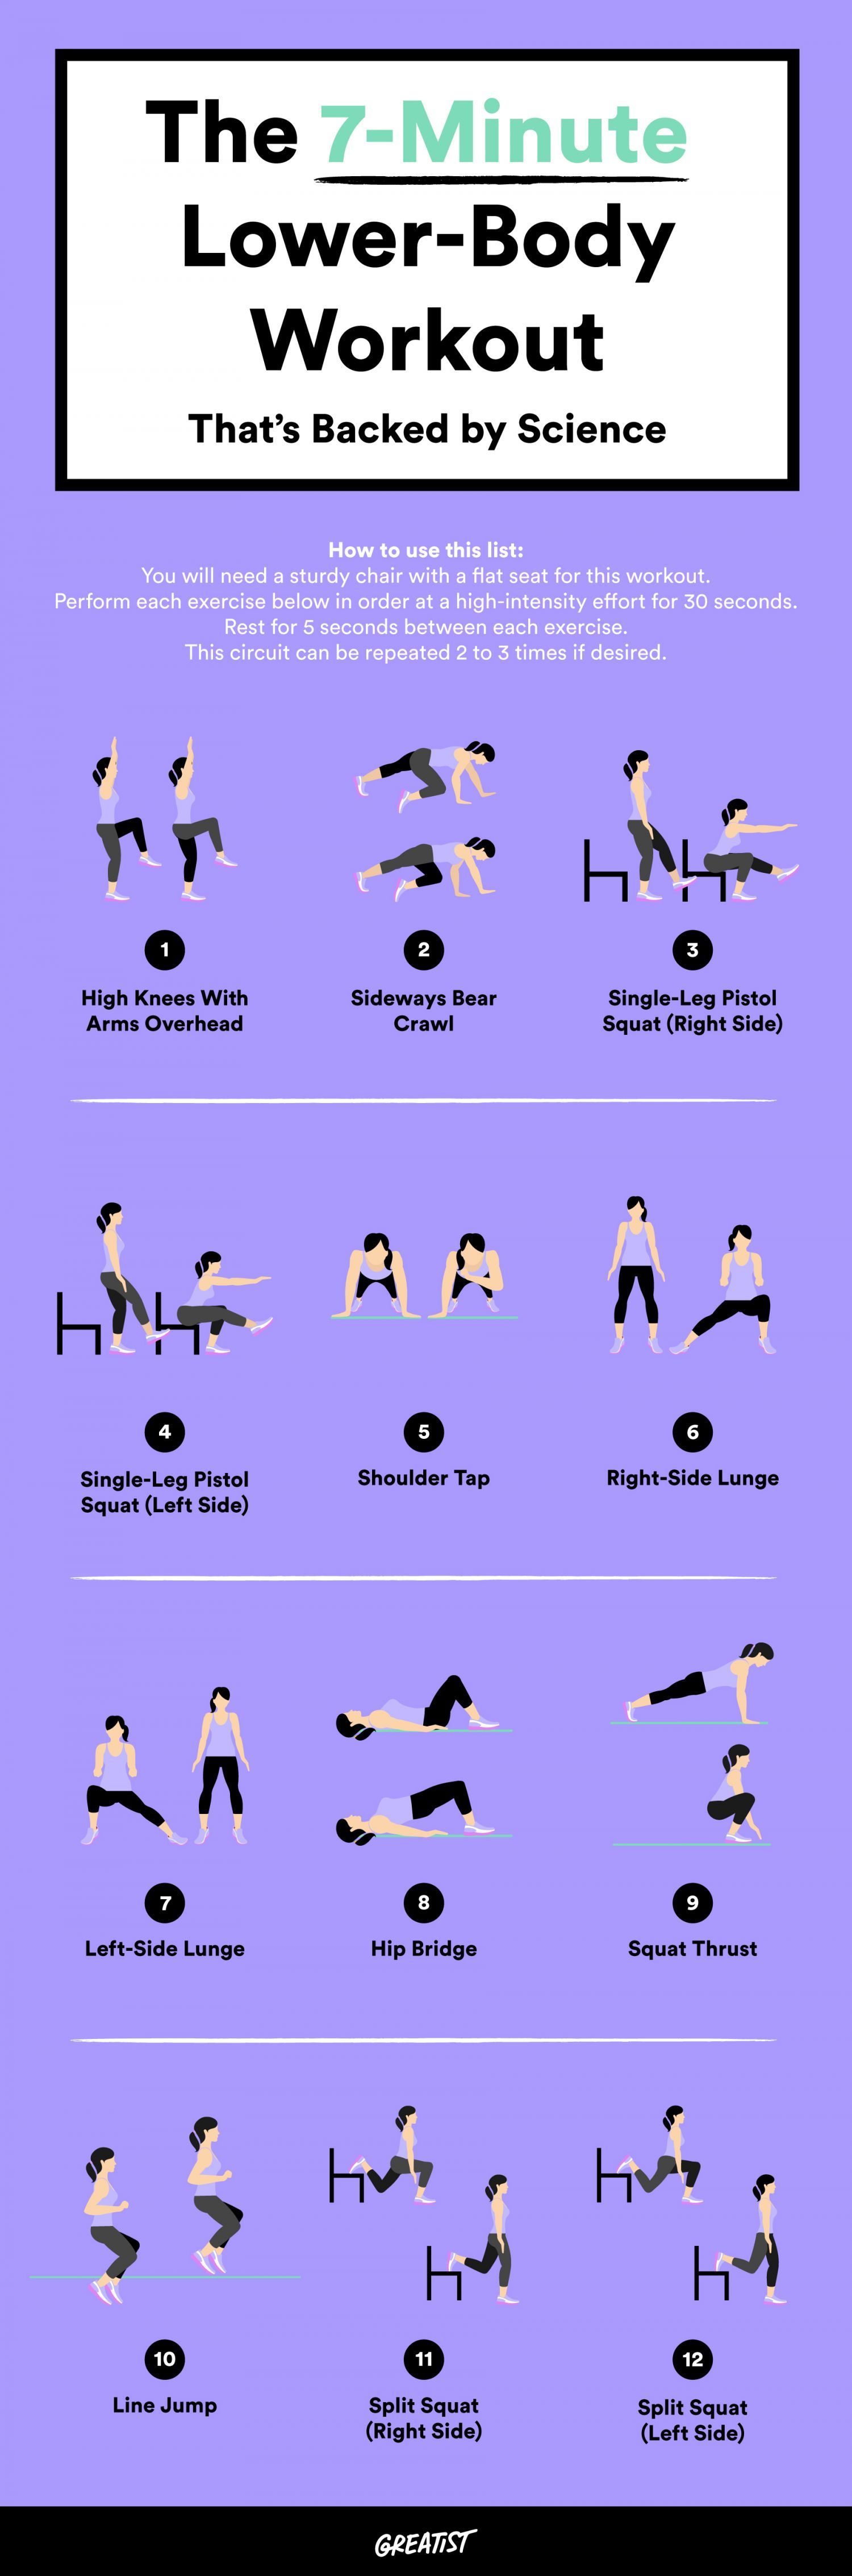 The 7-Minute
Lower-Body
Workout
That's Backed by Science
How to use this list:
You will need a sturdy chair with a flat seat for this workout.
Perform each exercise below in order at a high-intensity effort for 30 seconds.
Rest for 5 seconds between each exercise.
This circuit can be repeated 2 to 3 times if desired.
1
High Knees With
Arms Overhead
2
Sideways Bear
Crawl
3
Single-Leg Pistol
Squat (Right Side)
4
Single-Leg Pistol
Squat (Left Side)
5
Shoulder Tap
6
Right-Side Lunge
7
Left-Side Lunge
8
Hip Bridge
9
Squat Thrust
10
Line Jump
11
Split Squat
(Right Side)
12
Split Squat
(Left Side)
GREATIST